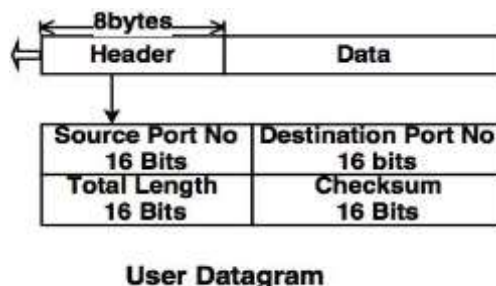 8bytes
Header Data
Source Port No Destination Port No
16 Bits 16 bits
Total Length Checksum
16 Bits 16 Bits
User Datagram